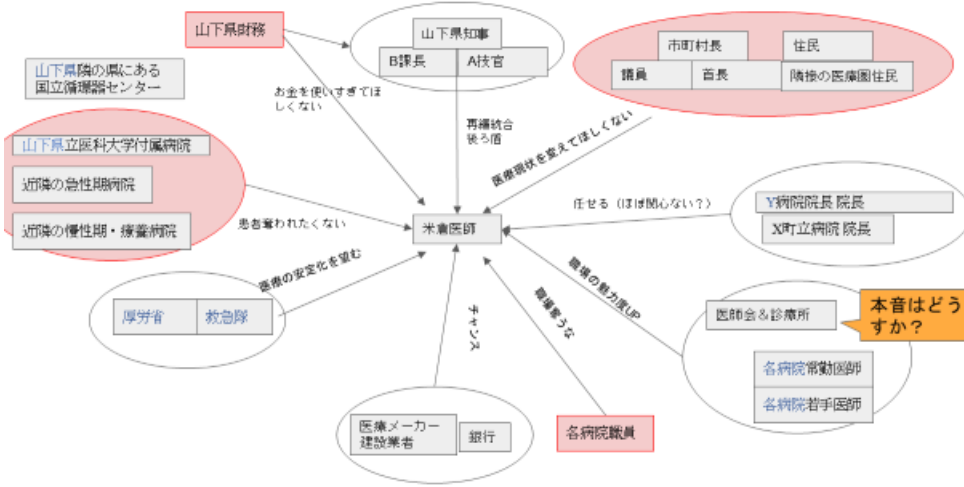 山下県財務
山下県知事
B課長
A技官
市町村長
住民
議員
首長
隣接の医療圏住民
山下県隣の県にある
国立循環器センター
お金を使いすぎてほ
しくない
再編統合
後ろ盾
医療現状を変えてほしくない
山下県立医科大学付属病院
近隣の急性期病院
近隣の慢性期・療養病院
患者奪われたくない
米倉医師
任せる（ほぼ関心ない？）
Y病院院長 院長
X町立病院 院長
医療の安定化を望む
厚労省
救急隊
チャンス
職場奪うな
職場の魅力度UP
医師会＆診療所
本音はどう
すか？
各病院常勤医師
各病院若手医師
医療メーカー
建設業者
銀行
各病院職員